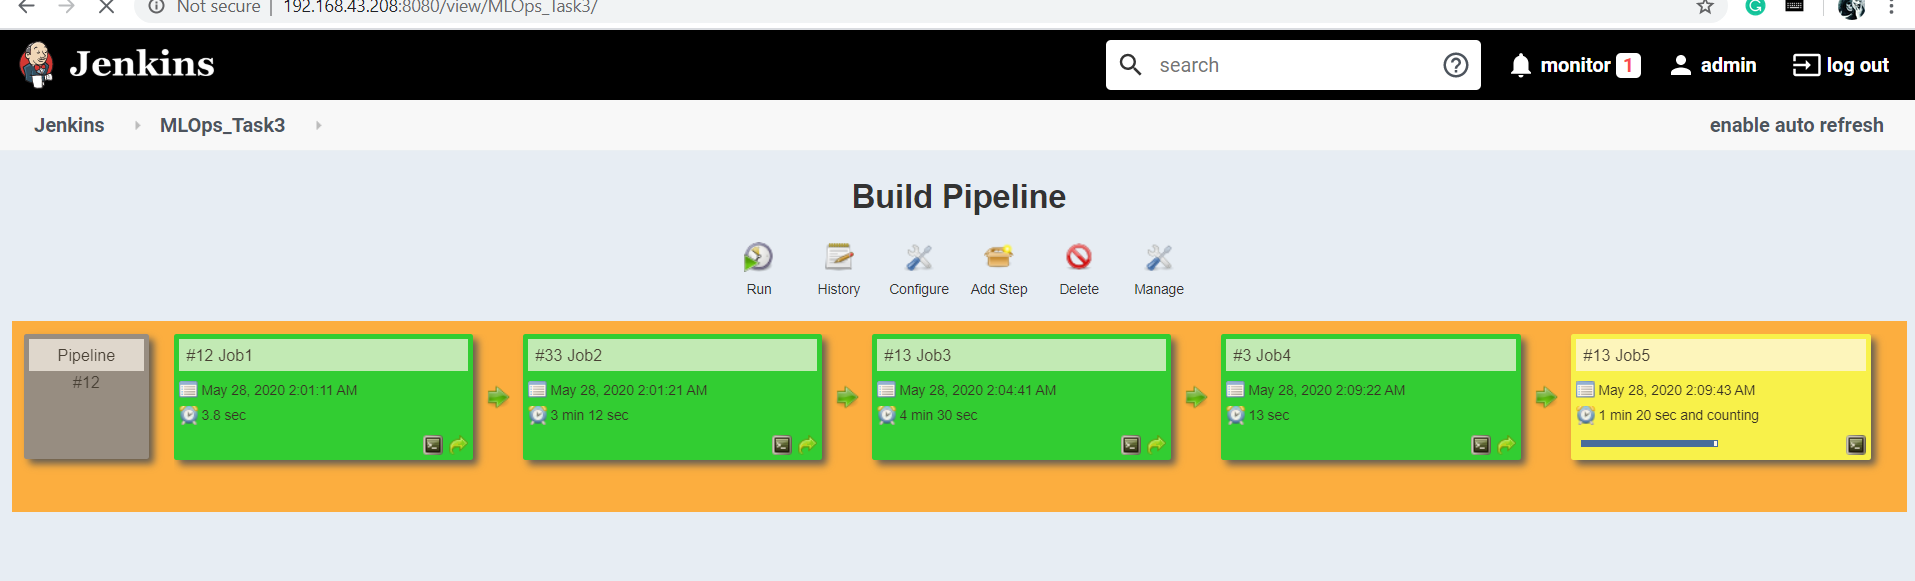 Not secure | 192.168.43.208:8080/view/MLOps_Task3/
Jenkins
search
monitor 1
admin
log out
Jenkins MLOps_Task3
enable auto refresh
Build Pipeline
Run History Configure Add Step Delete Manage
Pipeline
#12
#12 Job1
May 28, 2020 2:01:11 AM
3.8 sec
#33 Job2
May 28, 2020 2:01:21 AM
3 min 12 sec
#13 Job3
May 28, 2020 2:04:41 AM
4 min 30 sec
#3 Job4
May 28, 2020 2:09:22 AM
13 sec
#13 Job5
May 28, 2020 2:09:43 AM
1 min 20 sec and counting